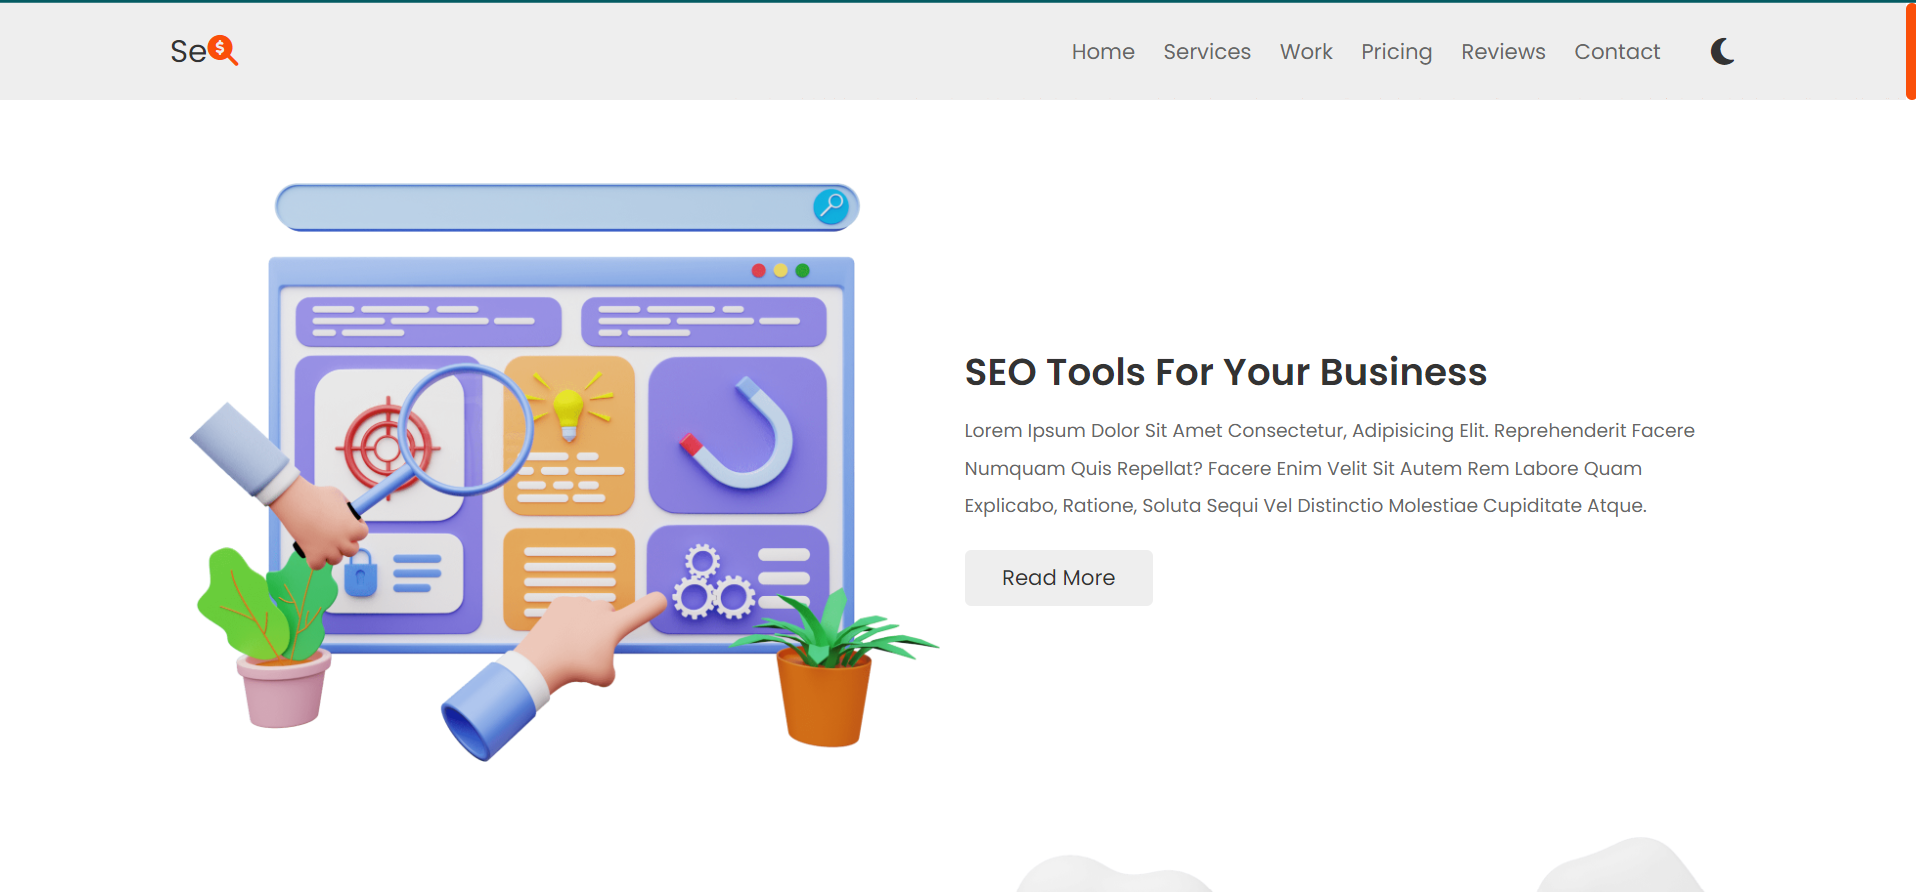 Se
Home Services Work Pricing Reviews Contact
SEO Tools For Your Business
Lorem Ipsum Dolor Sit Amet Consectetur, Adipisicing Elit. Reprehenderit Facere
Numquam Quis Repellat? Facere Enim Velit Sit Autem Rem Labore Quam
Explicabo, Ratione, Soluta Sequi Vel Distinctio Molestiae Cupiditate Atque.
Read More